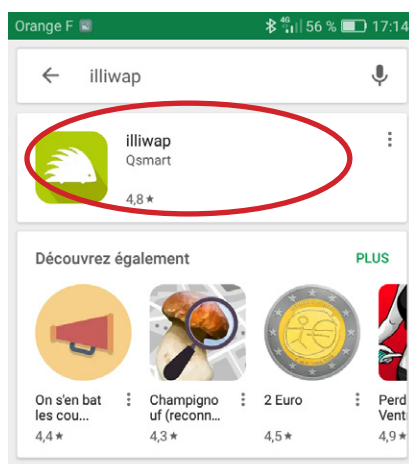 Orange F 4G 56 % 17:14
illiwap
illiwap
Qsmart
4,8 ★
Découvrez également PLUS
On s'en bat Champigno 2 Euro Perd
les cou... uf (reconn... Vent
4,4 ★ 4,3 ★ 4,5 ★ 4,9 ★